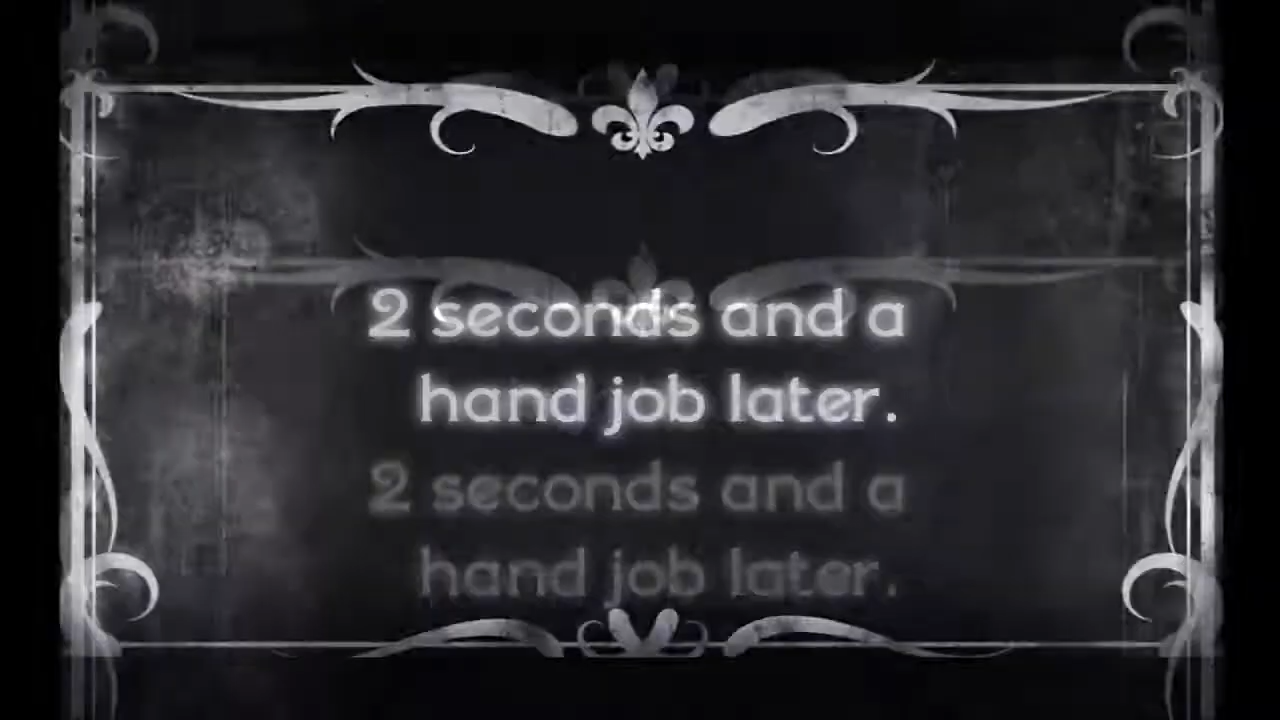 2 seconds and a
hand job later.
2 seconds and a
hand job later.